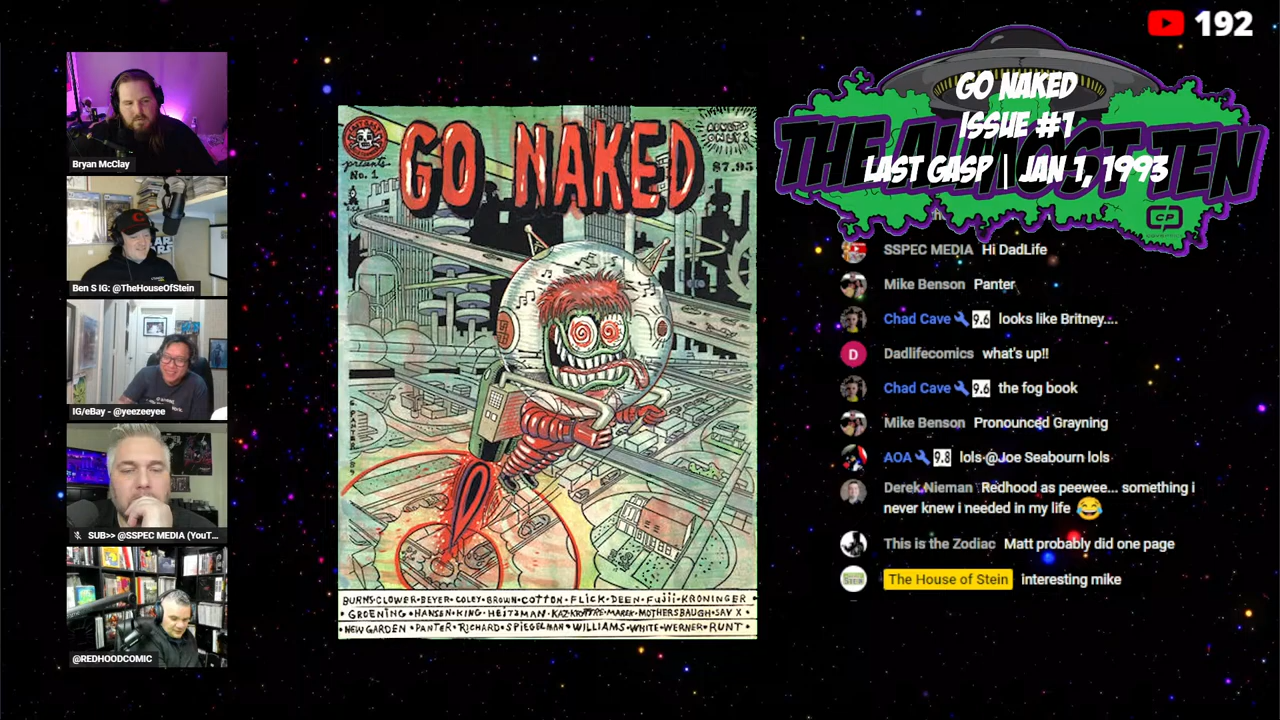 192
GO NAKED
ISSUE #1
LAST GASP | JAN 1, 1993
THE ALMOST TEN
CP
Bryan McClay
Ben S IG: @TheHouseOfStein
IG/eBay - @yeezeeyee
SUB>> @SSPEC MEDIA (YouT...
@REDHOODCOMIC
presents
No. 1
GO NAKED
ADULTS
ONLY!
$7.95
BURNS·CLOWER·BEYER·COLEY·BROWN·COTTON·FLICK·DEEN·FUJII·KRONINGER
GROENING·HANSEN·KING·HEITZMAN·KAZ·MAREK·MOTHERSBAUGH·SAV X
NEWGARDEN·PANTER·RICHARD·SPIEGELMAN·WILLIAMS·WHITE·WERNER·RUNT
SSPEC MEDIA Hi DadLife
Mike Benson Panter
Chad Cave 9.6 looks like Britney....
Dadlifecomics what's up!!
Chad Cave 9.6 the fog book
Mike Benson Pronounced Grayning
AOA 9.8 lols @Joe Seabourn lols
Derek Nieman Redhood as peewee... something i
never knew i needed in my life 😂
This is the Zodiac Matt probably did one page
The House of Stein interesting mike